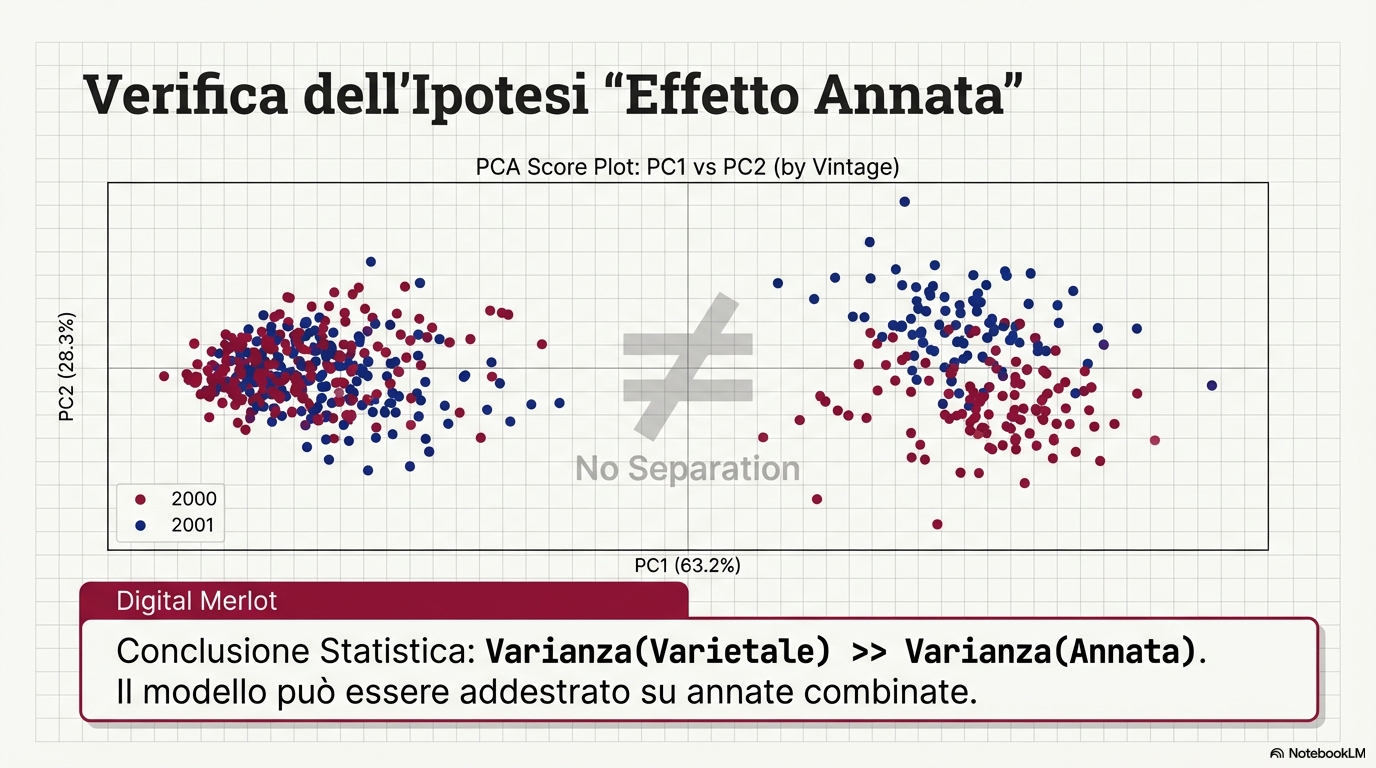 Verifica dell’Ipotesi “Effetto Annata”
PCA Score Plot: PC1 vs PC2 (by Vintage)
PC2 (28.3%)
No Separation
2000
2001
PC1 (63.2%)
Digital Merlot
Conclusione Statistica: Varianza(Varietale) >> Varianza(Annata).
Il modello può essere addestrato su annate combinate.
NotebookLM